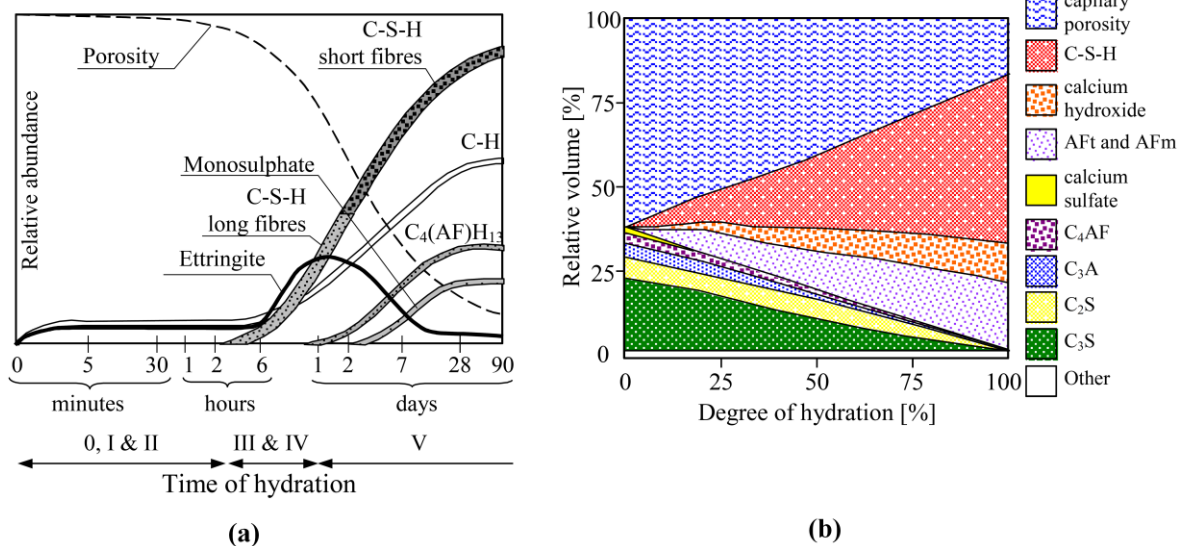 Relative abundance
Porosity
C-S-H
short fibres
C-H
Monosulphate
C-S-H
long fibres
C₄(AF)H₁₃
Ettringite
0 5 30 1 2 6 1 2 7 28 90
minutes hours days
0, I & II III & IV V
Time of hydration
(a)
Relative volume [%]
100
75
50
25
0
0 25 50 75 100
Degree of hydration [%]
capilary
porosity
C-S-H
calcium
hydroxide
AFt and AFm
calcium
sulfate
C₄AF
C₃A
C₂S
C₃S
Other
(b)